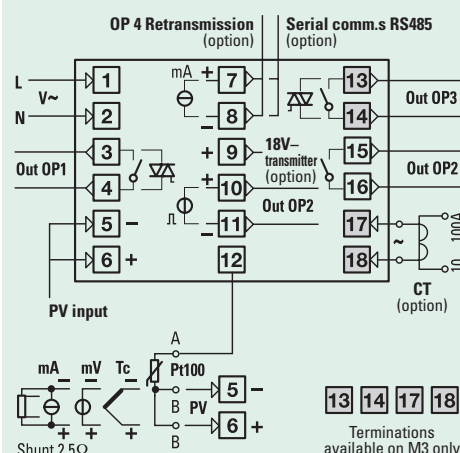 OP 4 Retransmission
(option)
Serial comm.s RS485
(option)
L
V~
N
1
2
mA
+
7
−
8
13
14
Out OP3
Out OP1
3
4
+
9
18V−
transmitter
(option)
+
10
−
11
Out OP2
15
16
Out OP2
5
−
6
+
12
17
18
~
100A
10
CT
(option)
PV input
A
Pt100
B
PV
B
5
−
6
+
mA
mV
Tc
−
−
−
+
+
+
Shunt 2.5Ω
13
14
17
18
Terminations
available on M3 only